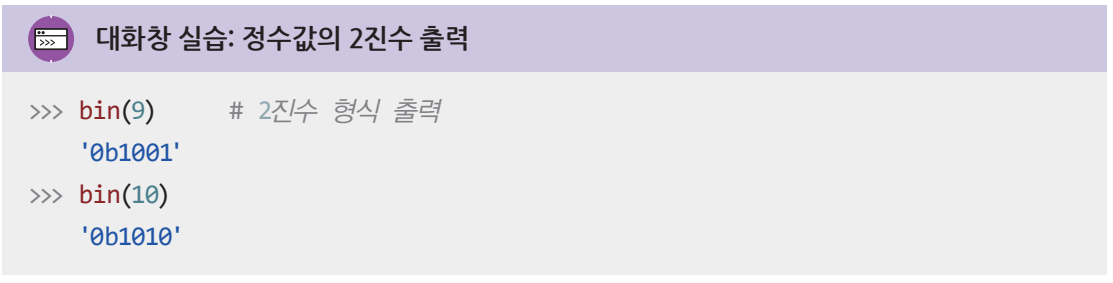 >>>
대화창 실습: 정수값의 2진수 출력
>>> bin(9) # 2진수 형식 출력
'0b1001'
>>> bin(10)
'0b1010'